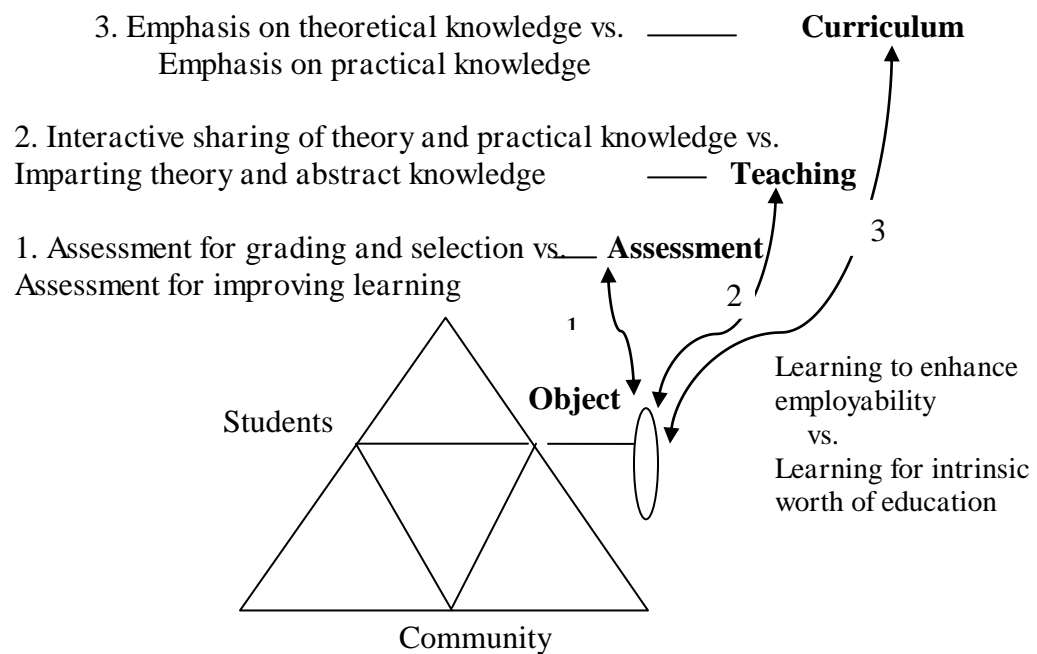 3. Emphasis on theoretical knowledge vs. Curriculum
Emphasis on practical knowledge
2. Interactive sharing of theory and practical knowledge vs.
Imparting theory and abstract knowledge Teaching
3
1. Assessment for grading and selection vs. Assessment
Assessment for improving learning
2
1
Learning to enhance
employability
vs.
Learning for intrinsic
worth of education
Object
Students
Community